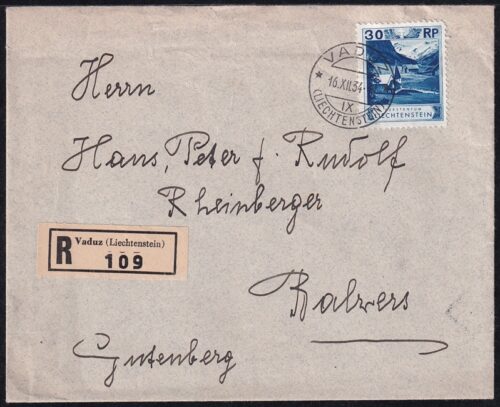 30 RP
FÜRSTENTUM
LIECHTENSTEIN
VADUZ
16.XII.34
IX
(LIECHTENSTEIN)
Herrn
Hans, Peter & Rudolf
Rheinberger
R Vaduz (Liechtenstein)
109
Balzers
Gutenberg